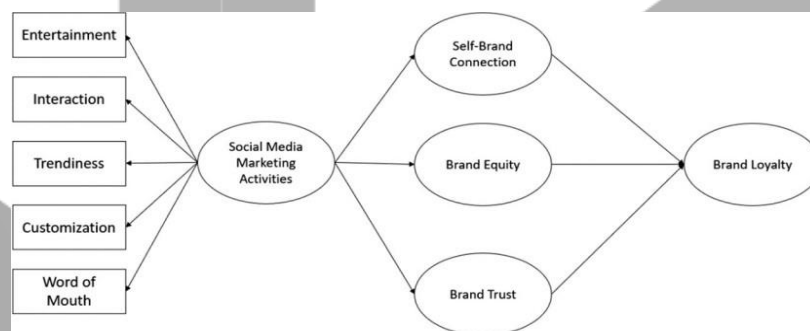 Entertainment
Interaction
Trendiness
Customization
Word of
Mouth
Social Media
Marketing
Activities
Self-Brand
Connection
Brand Equity
Brand Trust
Brand Loyalty